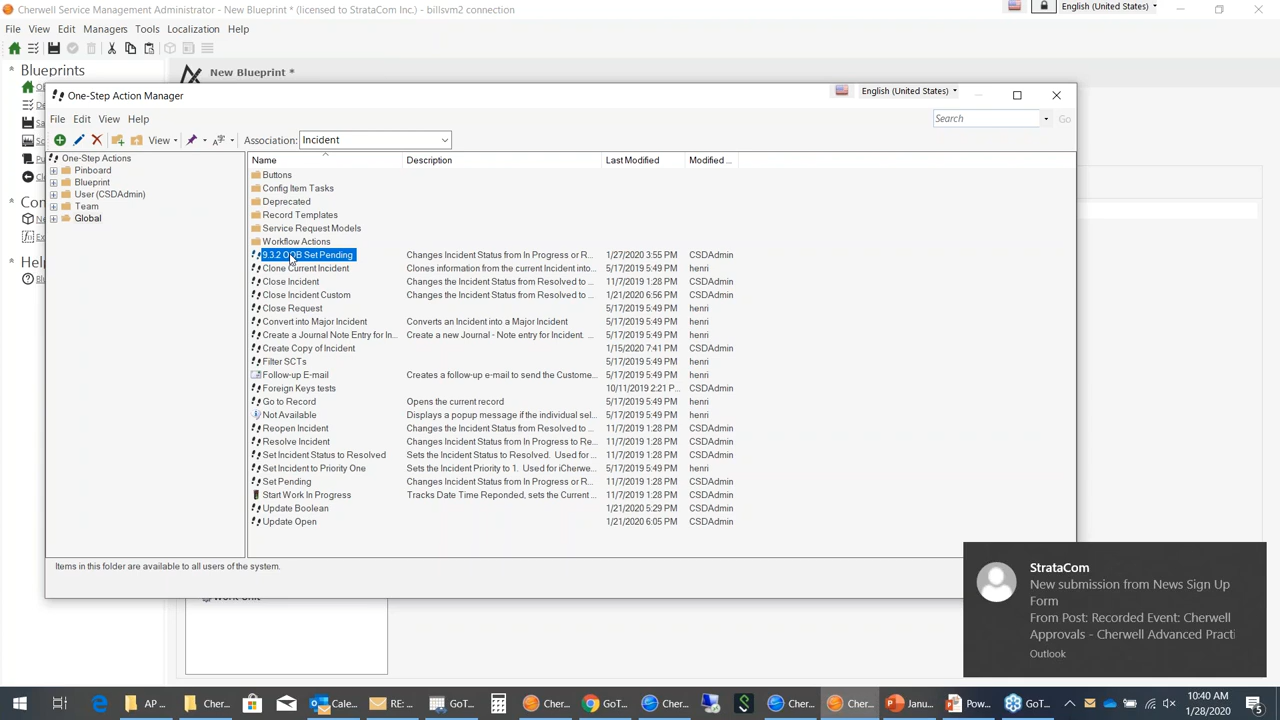 Cherwell Service Management Administrator - New Blueprint * (licensed to StrataCom Inc.) - billsvm2 connection
English (United States)
File View Edit Managers Tools Localization Help
Blueprints
New Blueprint *
One-Step Action Manager
English (United States)
File Edit View Help
Search
Go
View
Association: Incident
One-Step Actions
Pinboard
Blueprint
User (CSDAdmin)
Team
Global
Name Description Last Modified Modified ...
Buttons
Config Item Tasks
Deprecated
Record Templates
Service Request Models
Workflow Actions
9.3.2 OOB Set Pending Changes Incident Status from In Progress or R... 1/27/2020 3:55 PM CSDAdmin
Clone Current Incident Clones information from the current Incident into... 5/17/2019 5:49 PM henri
Close Incident Changes the Incident Status from Resolved to ... 11/7/2019 1:28 PM CSDAdmin
Close Incident Custom Changes the Incident Status from Resolved to ... 1/21/2020 6:56 PM CSDAdmin
Close Request 5/17/2019 5:49 PM henri
Convert into Major Incident Converts an Incident into a Major Incident 5/17/2019 5:49 PM henri
Create a Journal Note Entry for In... Create a new Journal - Note entry for Incident. ... 5/17/2019 5:49 PM henri
Create Copy of Incident 1/15/2020 7:41 PM CSDAdmin
Filter SCTs 5/17/2019 5:49 PM henri
Follow-up E-mail Creates a follow-up e-mail to send the Custome... 5/17/2019 5:49 PM henri
Foreign Keys tests 10/11/2019 2:21 P... CSDAdmin
Go to Record Opens the current record 5/17/2019 5:49 PM henri
Not Available Displays a popup message if the individual sel... 5/17/2019 5:49 PM henri
Reopen Incident Changes the Incident Status from Resolved to ... 11/7/2019 1:28 PM CSDAdmin
Resolve Incident Changes Incident Status from In Progress to Re... 11/7/2019 1:28 PM CSDAdmin
Set Incident Status to Resolved Sets the Incident Status to Resolved. Used for ... 11/7/2019 1:28 PM CSDAdmin
Set Incident to Priority One Sets the Incident Priority to 1. Used for iCherwe... 5/17/2019 5:49 PM henri
Set Pending Changes Incident Status from In Progress or R... 11/7/2019 1:28 PM CSDAdmin
Start Work In Progress Tracks Date Time Reponded, sets the Current ... 11/7/2019 1:28 PM CSDAdmin
Update Boolean 1/21/2020 5:29 PM CSDAdmin
Update Open 1/21/2020 6:05 PM CSDAdmin
Items in this folder are available to all users of the system.
StrataCom
New submission from News Sign Up
Form
From Post: Recorded Event: Cherwell
Approvals - Cherwell Advanced Practi
Outlook
AP ... Cher... Cale... RE: ... GoT... Cher... GoT... Cher... Cher... Cher... Janu... Pow... GoTo...
10:40 AM
1/28/2020
5